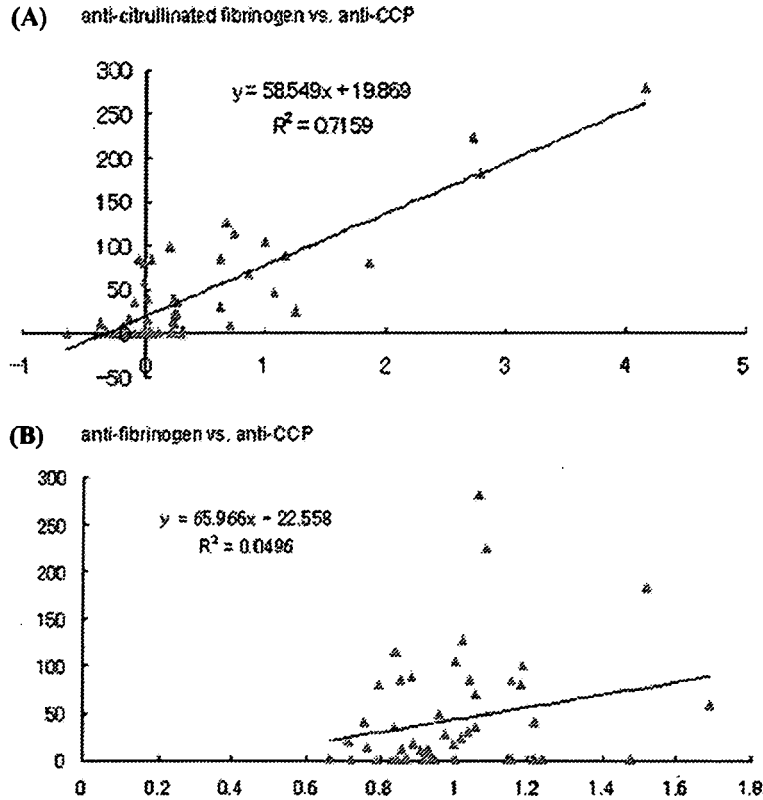 (A) anti-citrullinated fibrinogen vs. anti-CCP
300
y = 58.549x + 19.869
250
R² = 0.7159
200
150
100
50
0
-1 0 1 2 3 4 5
-50
(B) anti-fibrinogen vs. anti-CCP
300
y = 65.966x - 22.558
250
R² = 0.0496
200
150
100
50
0
0 0.2 0.4 0.6 0.8 1 1.2 1.4 1.6 1.8